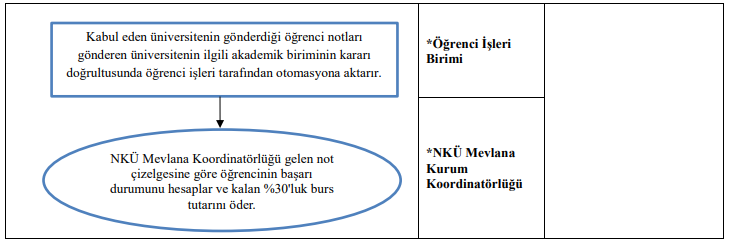 Kabul eden üniversitenin gönderdiği öğrenci notları
gönderen üniversitenin ilgili akademik biriminin kararı
doğrultusunda öğrenci işleri tarafından otomasyona aktarır.
*Öğrenci İşleri
Birimi
NKÜ Mevlana Koordinatörlüğü gelen not
çizelgesine göre öğrencinin başarı
durumunu hesaplar ve kalan %30'luk burs
tutarını öder.
*NKÜ Mevlana
Kurum
Koordinatörlüğü